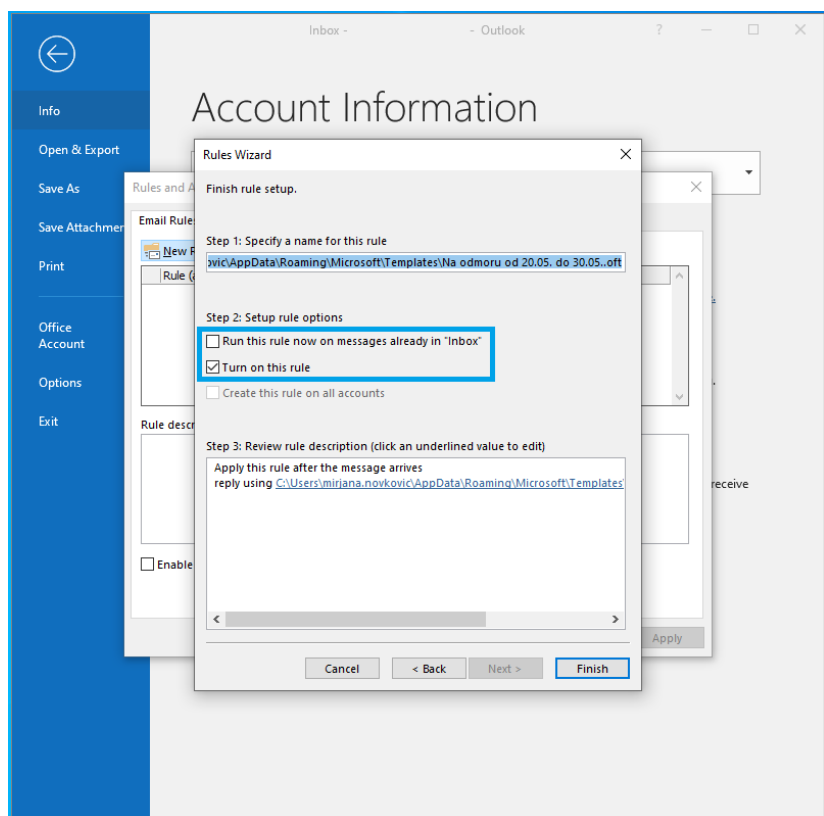 Inbox - - Outlook ?
Info
Account Information
Open & Export
Save As
Save Attachmer
Print
Office
Account
Options
Exit
Rules and A
Email Rule
New R
Rule (
Rule descr
Enable
Apply
receive
Rules Wizard
Finish rule setup.
Step 1: Specify a name for this rule
ovic\AppData\Roaming\Microsoft\Templates\Na odmoru od 20.05. do 30.05..oft
Step 2: Setup rule options
Run this rule now on messages already in "Inbox"
Turn on this rule
Create this rule on all accounts
Step 3: Review rule description (click an underlined value to edit)
Apply this rule after the message arrives
reply using C:\Users\mirjana.novkovic\AppData\Roaming\Microsoft\Templates\
Cancel < Back Next > Finish